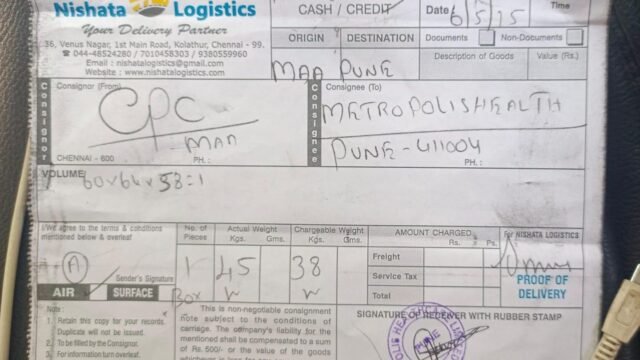 Nishata Logistics
Your Delivery Partner
36, Venus Nagar, 1st Main Road, Kolathur, Chennai - 99.
☎ 044-48524280 / 7010458303 / 9380559960
Email : nishatalogistics@gmail.com
Website : www.nishatalogistics.com
CASH / CREDIT
Date 6/5/15
Time
ORIGIN DESTINATION
Documents Non-Documents
MAA PUNE
Description of Goods Value (Rs.)
Consignor
Consignor (From)
CPC
MAA
CHENNAI - 600 PH. :
Consignee
Consignee (To)
METROPOLIS HEALTH
PUNE - 411004
PH. :
VOLUME
60x64x58=1
I/We agree to the terms & conditions mentioned below & overleaf
A
Sender's Signature
AIR SURFACE
No. of Pieces
1
Box
Actual Weight
Kgs. Gms.
45
Chargeable Weight
Kgs. Gms.
38
AMOUNT CHARGED
Rs. Ps.
Freight
Service Tax
Total
For NISHATA LOGISTICS
PROOF OF DELIVERY
Note :
1. Retain this copy for your records.
Duplicate will not be issued.
2. To be filled by the Consignor.
3. For information turn overleaf.
This is non-negotiable consignment
note subject to the conditions of
carriage. The company's liability for the
mentioned shall be compensated to a
sum of Rs. 500/- or the value of the goods
SIGNATURE OF RECEIVER WITH RUBBER STAMP
PUNE